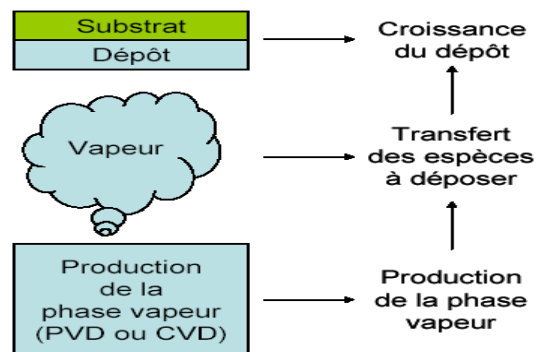 Substrat
Dépôt
Croissance
du dépôt
Vapeur
Transfert
des espèces
à déposer
Production
de la
phase vapeur
(PVD ou CVD)
Production
de la phase
vapeur